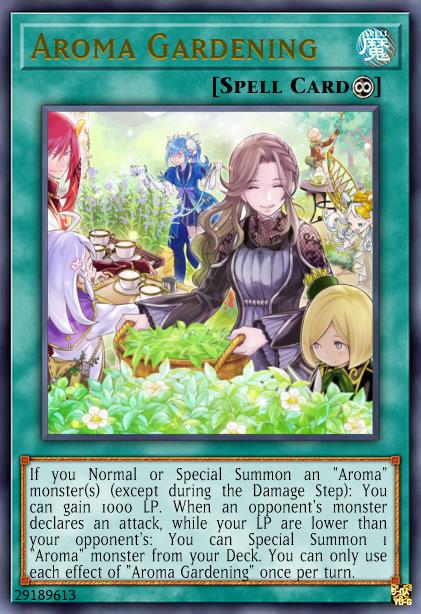 Aroma Gardening
SPELL
魔
[Spell Card]
If you Normal or Special Summon an "Aroma"
monster(s) (except during the Damage Step): You
can gain 1000 LP. When an opponent's monster
declares an attack, while your LP are lower than
your opponent's: You can Special Summon 1
"Aroma" monster from your Deck. You can only use
each effect of "Aroma Gardening" once per turn.
29189613